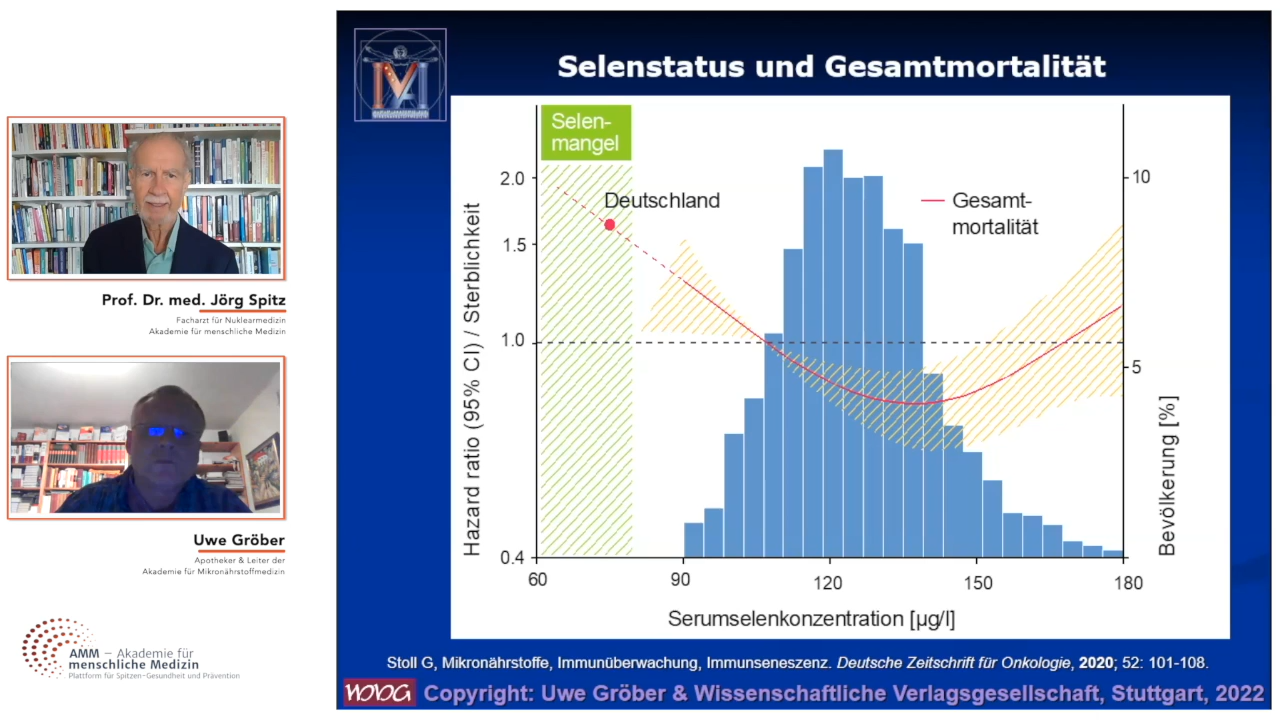 Selenstatus und Gesamtmortalität
Selen-
mangel
Deutschland
Gesamt-
mortalität
Hazard ratio (95% CI) / Sterblichkeit
2.0
1.5
1.0
0.4
10
5
Bevölkerung [%]
60
90
120
150
180
Serumselenkonzentration [µg/l]
Stoll G, Mikronährstoffe, Immunüberwachung, Immunseneszenz. Deutsche Zeitschrift für Onkologie, 2020; 52: 101-108.
WVG Copyright: Uwe Gröber & Wissenschaftliche Verlagsgesellschaft, Stuttgart, 2022
Prof. Dr. med. Jörg Spitz
Facharzt für Nuklearmedizin
Akademie für menschliche Medizin
Uwe Gröber
Apotheker & Leiter der
Akademie für Mikronährstoffmedizin
AMM – Akademie für
menschliche Medizin
Plattform für Spitzen-Gesundheit und Prävention